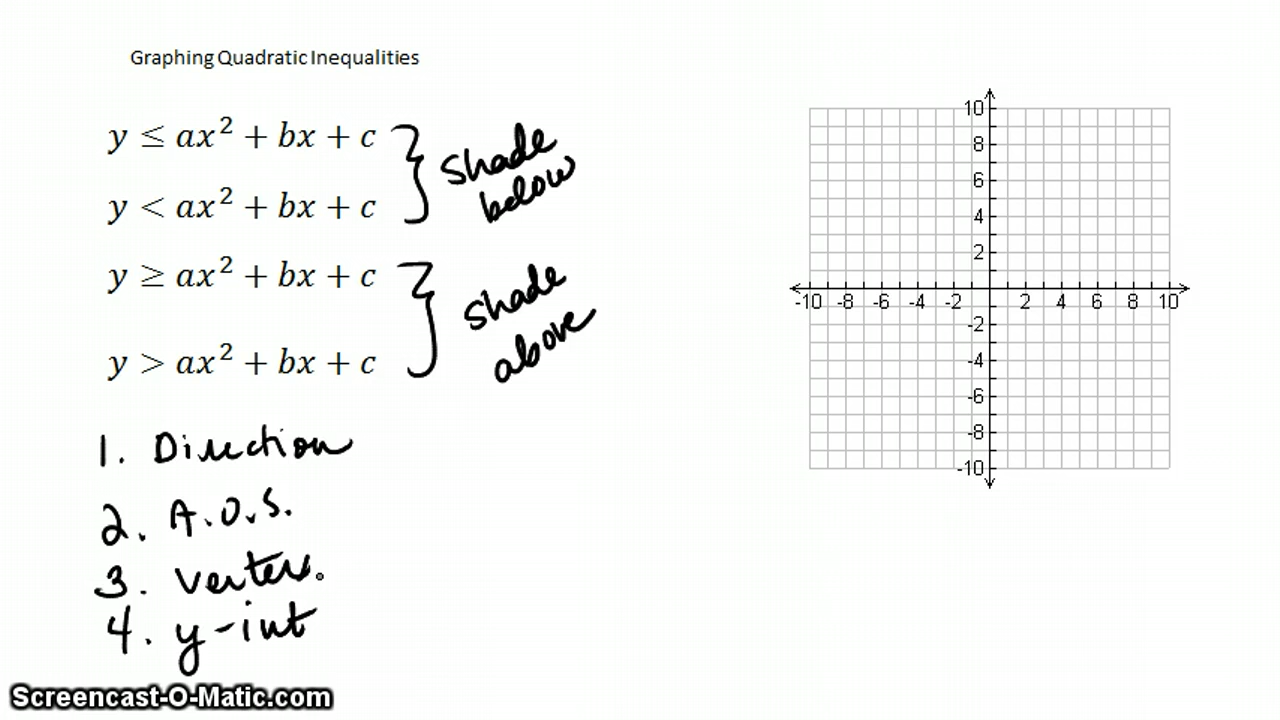 Graphing Quadratic Inequalities
y ≤ ax² + bx + c
shade
below
y < ax² + bx + c
y ≥ ax² + bx + c
shade
above
y > ax² + bx + c
1. Direction
2. A.O.S.
3. Vertex.
4. y-int
10
8
6
4
2
-10 -8 -6 -4 -2 2 4 6 8 10
-2
-4
-6
-8
-10
Screencast-O-Matic.com